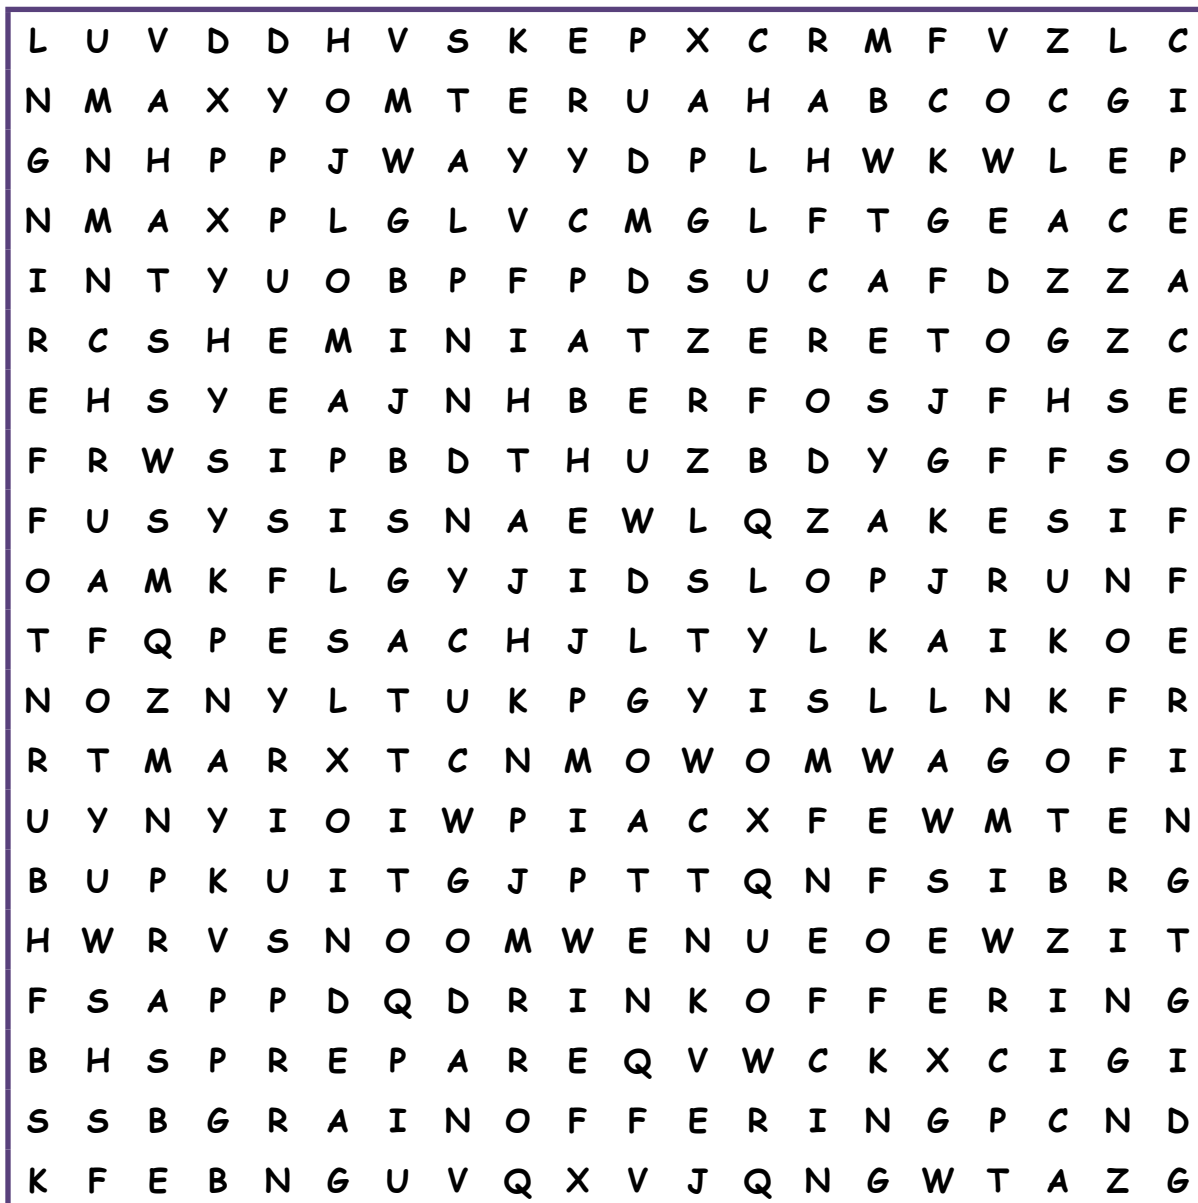 L U V D D H V S K E P X C R M F V Z L C
N M A X Y O M T E R U A H A B C O C G I
G N H P P J W A Y Y D P L H W K W L E P
N M A X P L G L V C M G L F T G E A C E
I N T Y U O B P F P D S U C A F D Z Z A
R C S H E M I N I A T Z E R E T O G Z C
E H S Y E A J N H B E R F O S J F H S E
F R W S I P B D T H U Z B D Y G F F S O
F U S Y S I S N A E W L Q Z A K E S I F
O A M K F L G Y J I D S L O P J R U N F
T F Q P E S A C H J L T Y L K A I K O E
N O Z N Y L T U K P G Y I S L L N K F R
R T M A R X T C N M O W O M W A G O F I
U Y N Y I O I W P I A C X F E W M T E N
B U P K U I T G J P T T Q N F S I B R G
H W R V S N O O M W E N U E O E W Z I T
F S A P P D Q D R I N K O F F E R I N G
B H S P R E P A R E Q V W C K X C I G I
S S B G R A I N O F F E R I N G P C N D
K F E B N G U V Q X V J Q N G W T A Z G